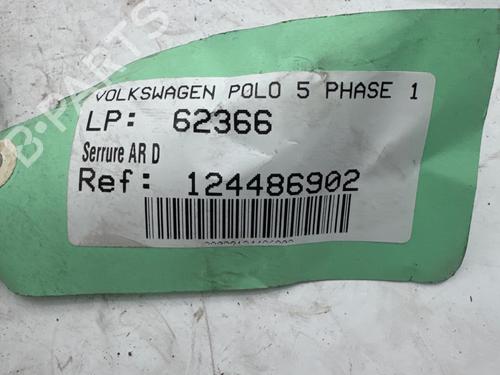 VOLKSWAGEN POLO 5 PHASE 1
LP: 62366
Serrure AR D
Ref: 124486902
B-PARTS